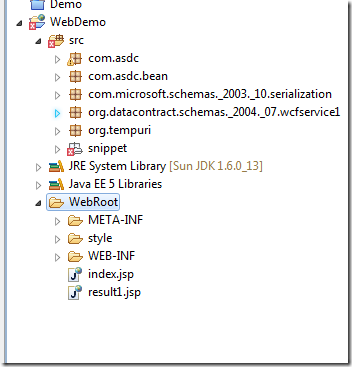 Demo
WebDemo
src
com.asdc
com.asdc.bean
com.microsoft.schemas._2003._10.serialization
org.datacontract.schemas._2004._07.wcfservice1
org.tempuri
snippet
JRE System Library [Sun JDK 1.6.0_13]
Java EE 5 Libraries
WebRoot
META-INF
style
WEB-INF
index.jsp
result1.jsp